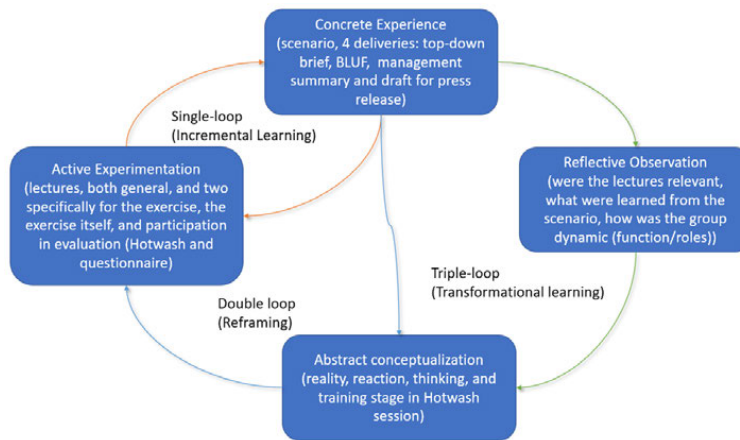 Concrete Experience
(scenario, 4 deliveries: top-down
brief, BLUF, management
summary and draft for press
release)
Single-loop
(Incremental Learning)
Active Experimentation
(lectures, both general, and two
specifically for the exercise, the
exercise itself, and participation
in evaluation (Hotwash and
questionnaire)
Reflective Observation
(were the lectures relevant,
what were learned from the
scenario, how was the group
dynamic (function/roles))
Triple-loop
(Transformational learning)
Double loop
(Reframing)
Abstract conceptualization
(reality, reaction, thinking, and
training stage in Hotwash
session)